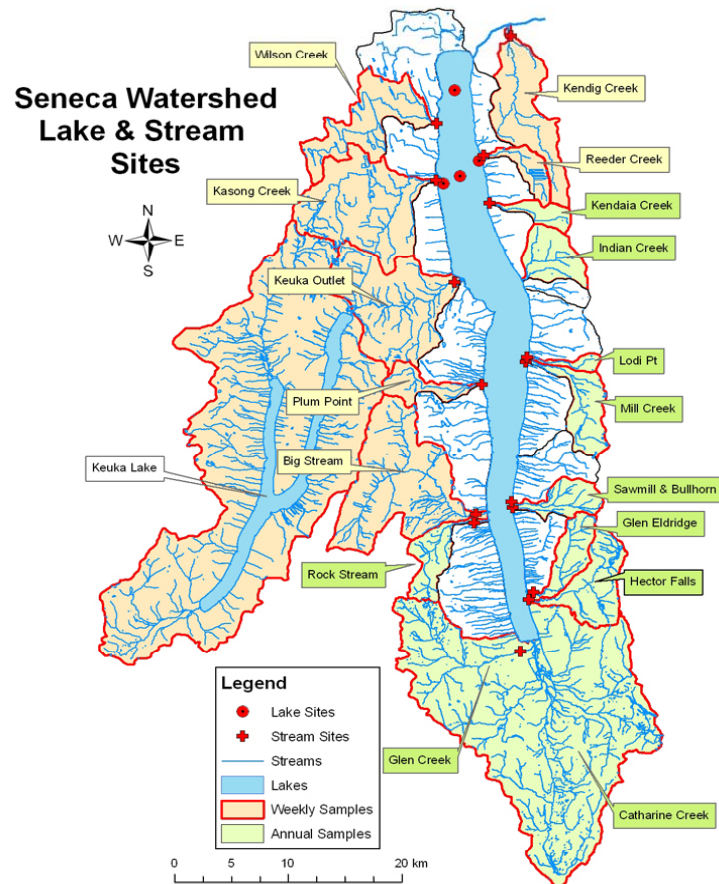 Wilson Creek
Seneca Watershed
Lake & Stream
Sites
Kendig Creek
Reeder Creek
Kasong Creek
Kendaia Creek
N
W E
S
Indian Creek
Keuka Outlet
Lodi Pt
Plum Point
Mill Creek
Big Stream
Keuka Lake
Sawmill & Bullhorn
Glen Eldridge
Rock Stream
Hector Falls
Legend
Lake Sites
Stream Sites
Streams
Lakes
Weekly Samples
Annual Samples
Glen Creek
Catharine Creek
0 5 10 20 km